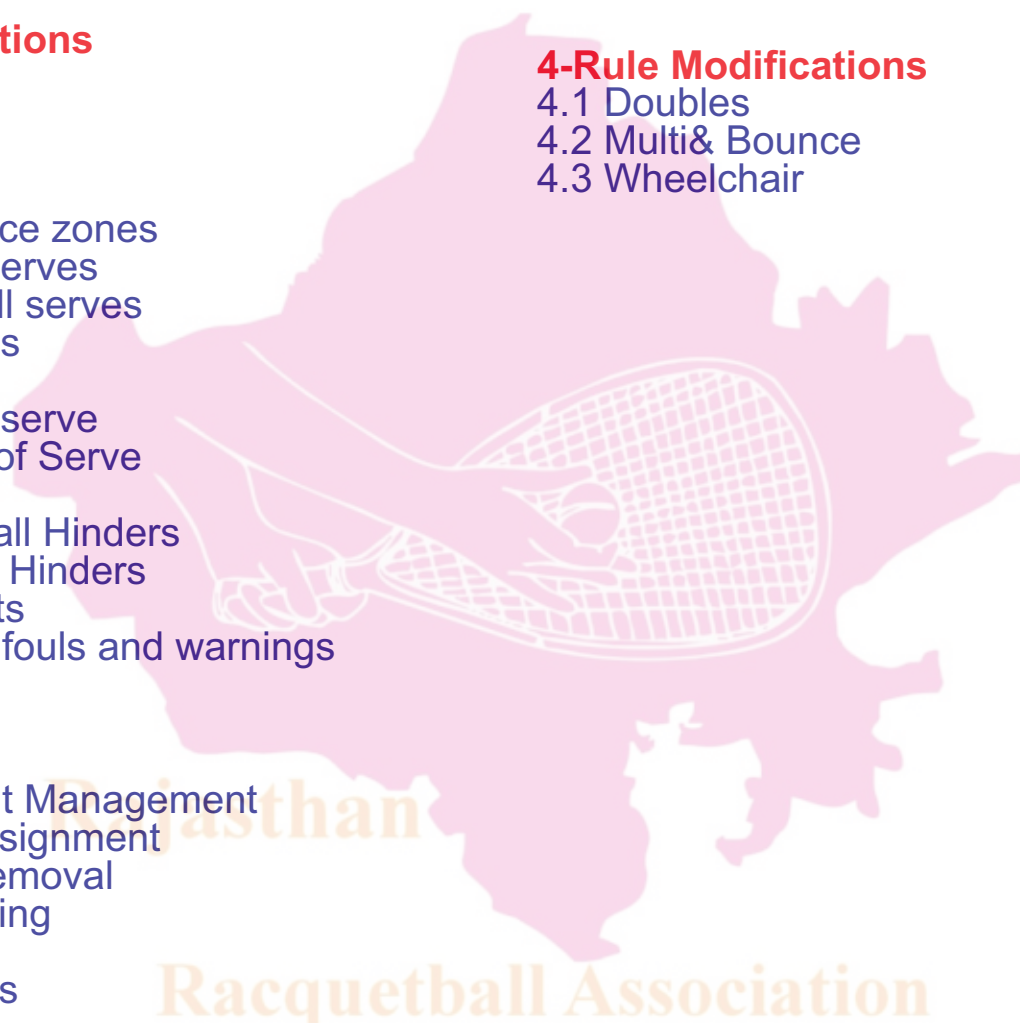 tions
ce zones
erves
ll serves
s
serve
of Serve
all Hinders
Hinders
ts
fouls and warnings
t Management
signment
emoval
ing
s
4-Rule Modifications
4.1 Doubles
4.2 Multi& Bounce
4.3 Wheelchair
Rajasthan
Racquetball Association